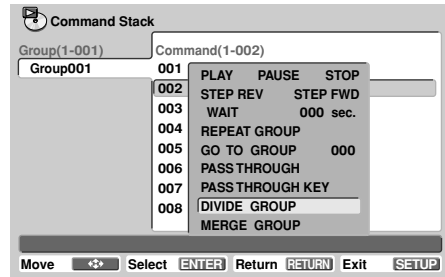 Command Stack
Group(1-001) Command(1-002)
Group001
001
002
003
004
005
006
007
008
PLAY PAUSE STOP
STEP REV STEP FWD
WAIT 000 sec.
REPEAT GROUP
GO TO GROUP 000
PASS THROUGH
PASS THROUGH KEY
DIVIDE GROUP
MERGE GROUP
Move Select ENTER Return RETURN Exit SETUP